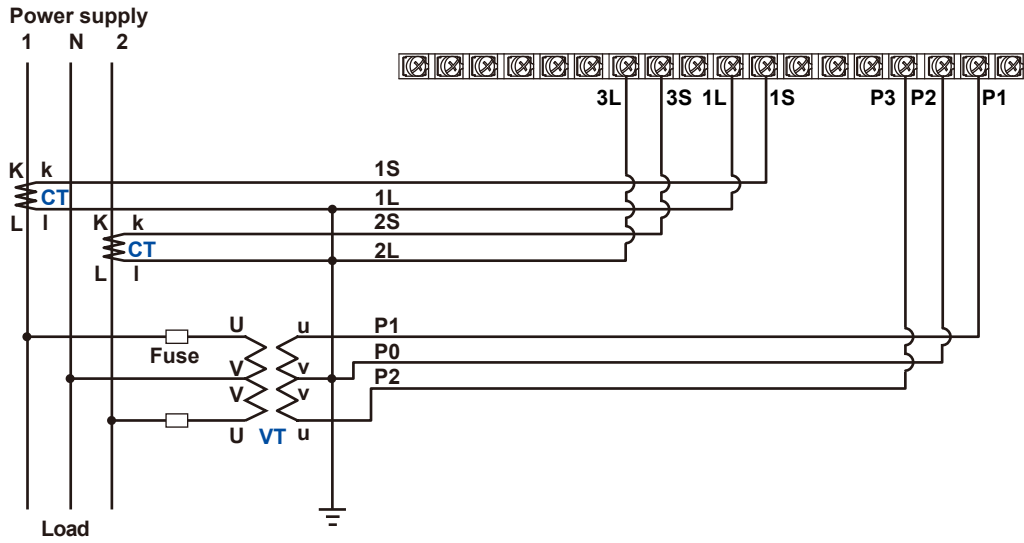 Power supply
1 N 2
3L 3S 1L 1S P3 P2 P1
K k 1S
CT 1L
L l K k 2S
CT 2L
L l
U u P1
Fuse P0
V v P2
V v
U VT u
Load